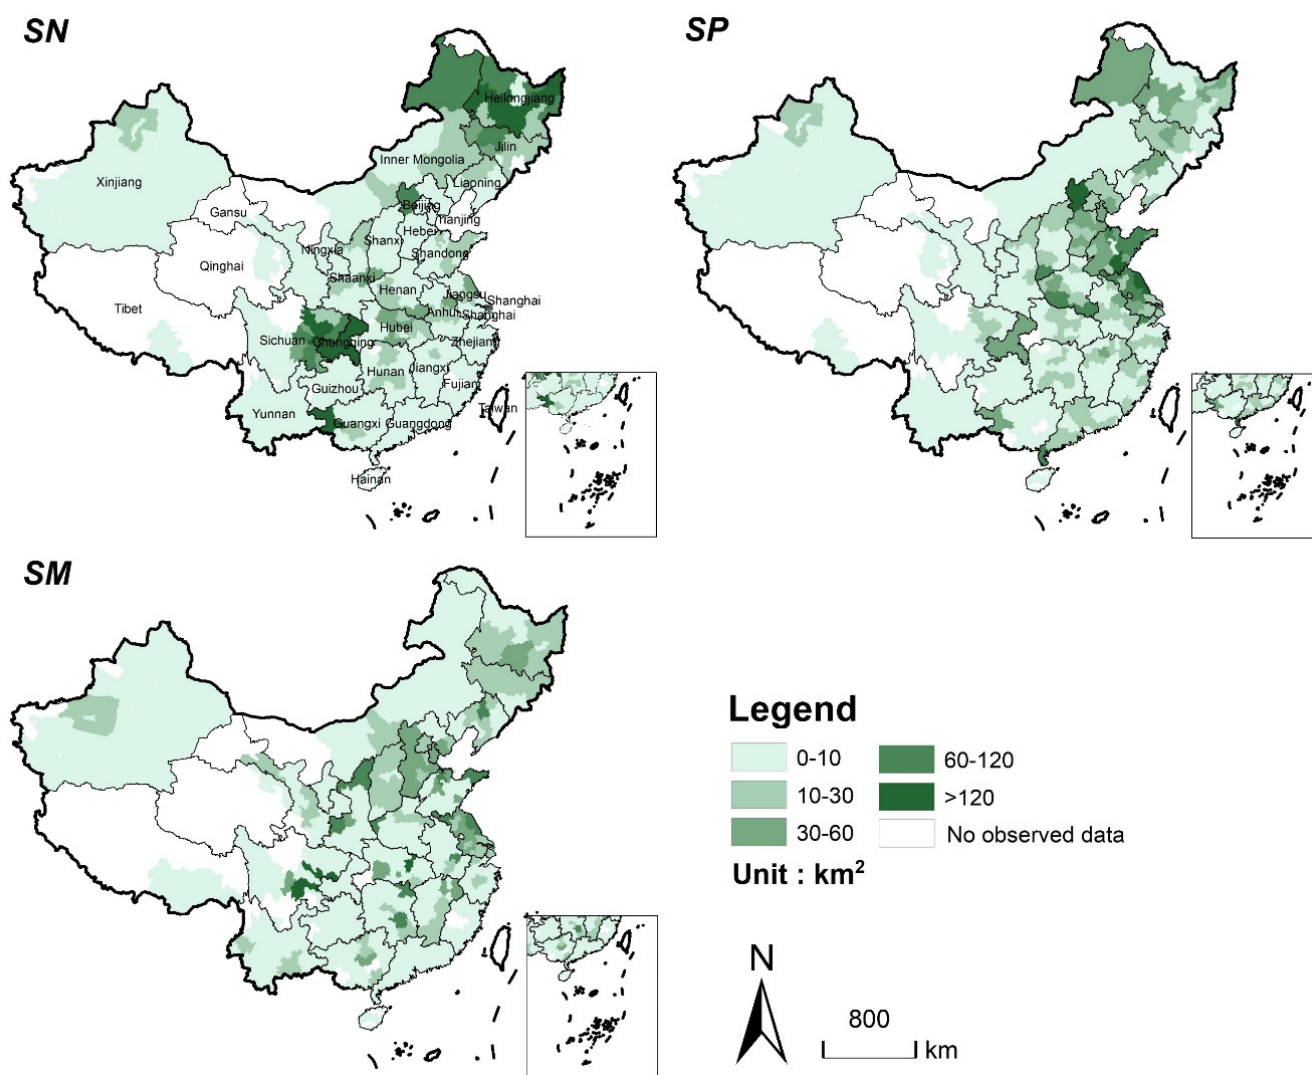 SN
SP
Heilongjiang
Jilin
Inner Mongolia
Liaoning
Xinjiang
Beijing
Gansu
Tianjing
Hebei
Shanxi
Ningxia
Shandong
Qinghai
Shaanxi
Henan
Jiangsu
Shanghai
Tibet
Anhui
Shanghai
Hubei
Sichuan
Chongqing
Zhejiang
Hunan
Jiangxi
Guizhou
Fujian
Yunnan
Taiwan
Guangxi
Guangdong
Hainan
SM
Legend
0-10
60-120
10-30
>120
30-60
No observed data
Unit : km²
N
800
km